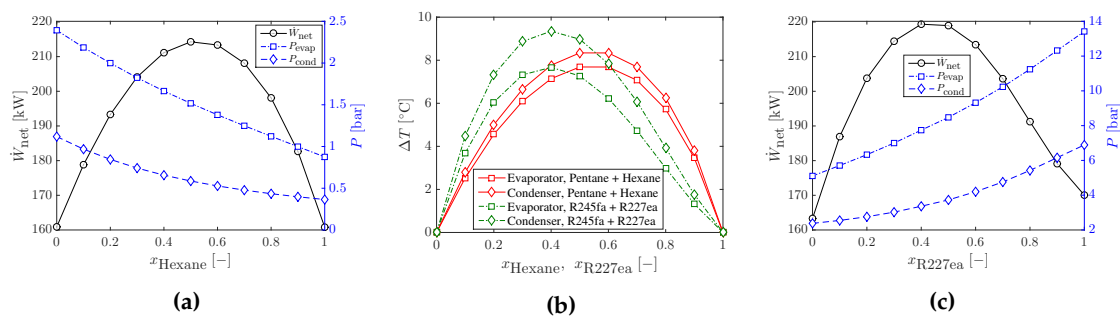 220
210
200
190
180
170
160
Ẇnet [kW]
0
0.2
0.4
0.6
0.8
1
xHexane [−]
2.5
2
1.5
1
0.5
0
P [bar]
Ẇnet
Pevap
Pcond
(a)
10
8
6
4
2
0
ΔT [°C]
0
0.2
0.4
0.6
0.8
1
xHexane, xR227ea [−]
Evaporator, Pentane + Hexane
Condenser, Pentane + Hexane
Evaporator, R245fa + R227ea
Condenser, R245fa + R227ea
(b)
220
210
200
190
180
170
160
Ẇnet [kW]
0
0.2
0.4
0.6
0.8
1
xR227ea [−]
14
12
10
8
6
4
2
P [bar]
Ẇnet
Pevap
Pcond
(c)